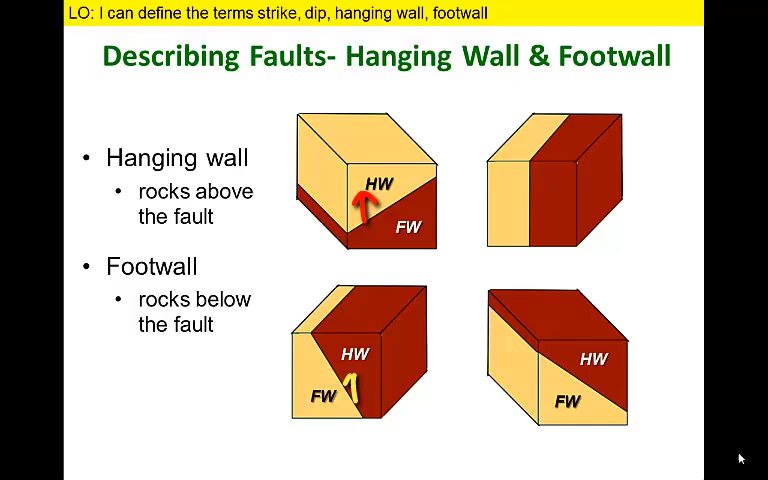 LO: I can define the terms strike, dip, hanging wall, footwall
Describing Faults- Hanging Wall & Footwall
• Hanging wall
• rocks above
the fault
• Footwall
• rocks below
the fault
HW
FW
HW
FW
HW
FW